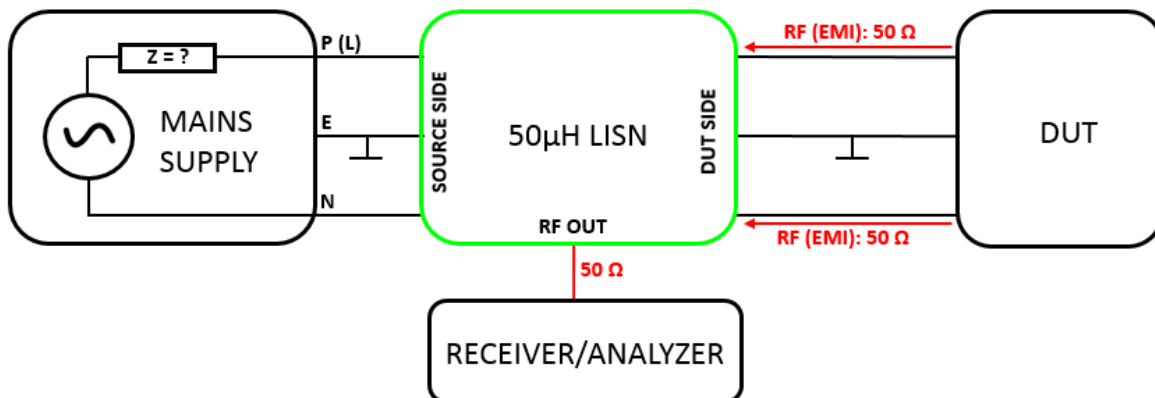 P (L)
Z = ?
MAINS
SUPPLY
E
N
SOURCE SIDE
50µH LISN
DUT SIDE
RF OUT
RF (EMI): 50 Ω
RF (EMI): 50 Ω
DUT
50 Ω
RECEIVER/ANALYZER